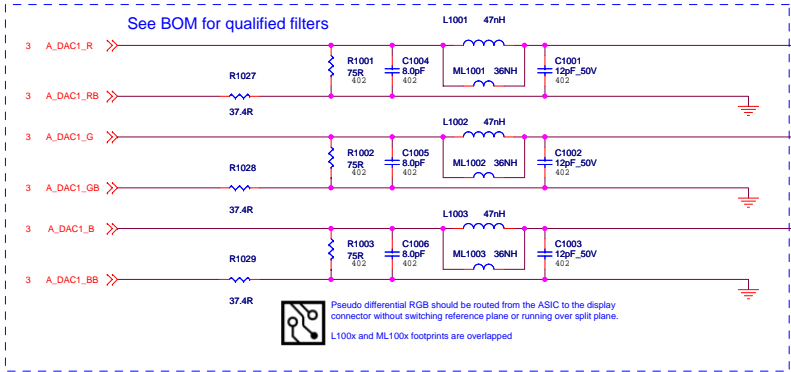 See BOM for qualified filters
L1001 47nH
3 A_DAC1_R
R1001
75R
402
C1004
8.0pF
402
ML1001 36NH
C1001
12pF_50V
402
R1027
3 A_DAC1_RB
37.4R
L1002 47nH
3 A_DAC1_G
R1002
75R
402
C1005
8.0pF
402
ML1002 36NH
C1002
12pF_50V
402
R1028
3 A_DAC1_GB
37.4R
L1003 47nH
3 A_DAC1_B
R1003
75R
402
C1006
8.0pF
402
ML1003 36NH
C1003
12pF_50V
402
R1029
3 A_DAC1_BB
37.4R
Pseudo differential RGB should be routed from the ASIC to the display
connector without switching reference plane or running over split plane.
L100x and ML100x footprints are overlapped